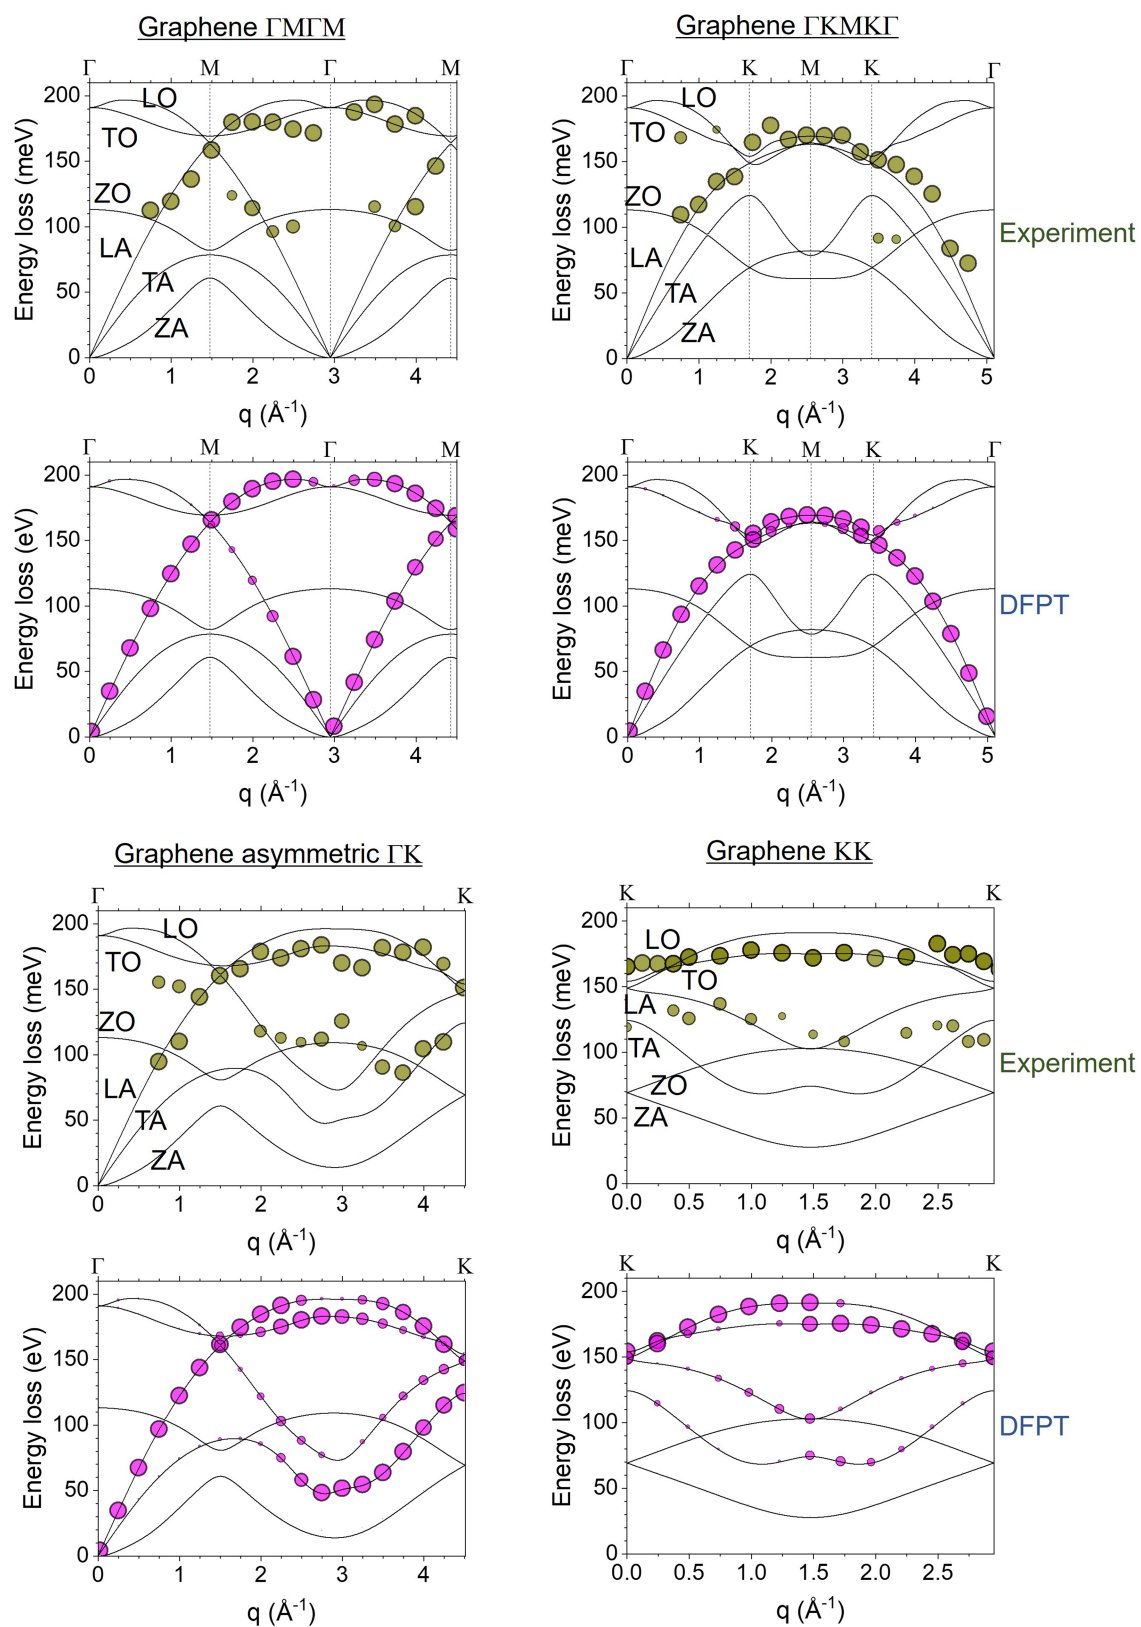 Graphene ΓΜΓΜ
Graphene ΓΚΜΚΓ
Γ M Γ M
Γ K M K Γ
200
150
100
50
0
Energy loss (meV)
LO
TO
ZO
LA
TA
ZA
0 1 2 3 4
q (Å⁻¹)
200
150
100
50
0
Energy loss (meV)
LO
TO
ZO
LA
TA
ZA
0 1 2 3 4 5
q (Å⁻¹)
Experiment
Γ M Γ M
Γ K M K Γ
200
150
100
50
0
Energy loss (eV)
0 1 2 3 4
q (Å⁻¹)
200
150
100
50
0
Energy loss (meV)
0 1 2 3 4 5
q (Å⁻¹)
DFPT
Graphene asymmetric ΓΚ
Graphene KK
Γ K
K K
200
150
100
50
0
Energy loss (meV)
LO
TO
ZO
LA
TA
ZA
0 1 2 3 4
q (Å⁻¹)
200
150
100
50
0
Energy loss (meV)
LO
TO
LA
TA
ZO
ZA
0.0 0.5 1.0 1.5 2.0 2.5
q (Å⁻¹)
Experiment
Γ K
K K
200
150
100
50
0
Energy loss (eV)
0 1 2 3 4
q (Å⁻¹)
200
150
100
50
0
Energy loss (meV)
0.0 0.5 1.0 1.5 2.0 2.5
q (Å⁻¹)
DFPT